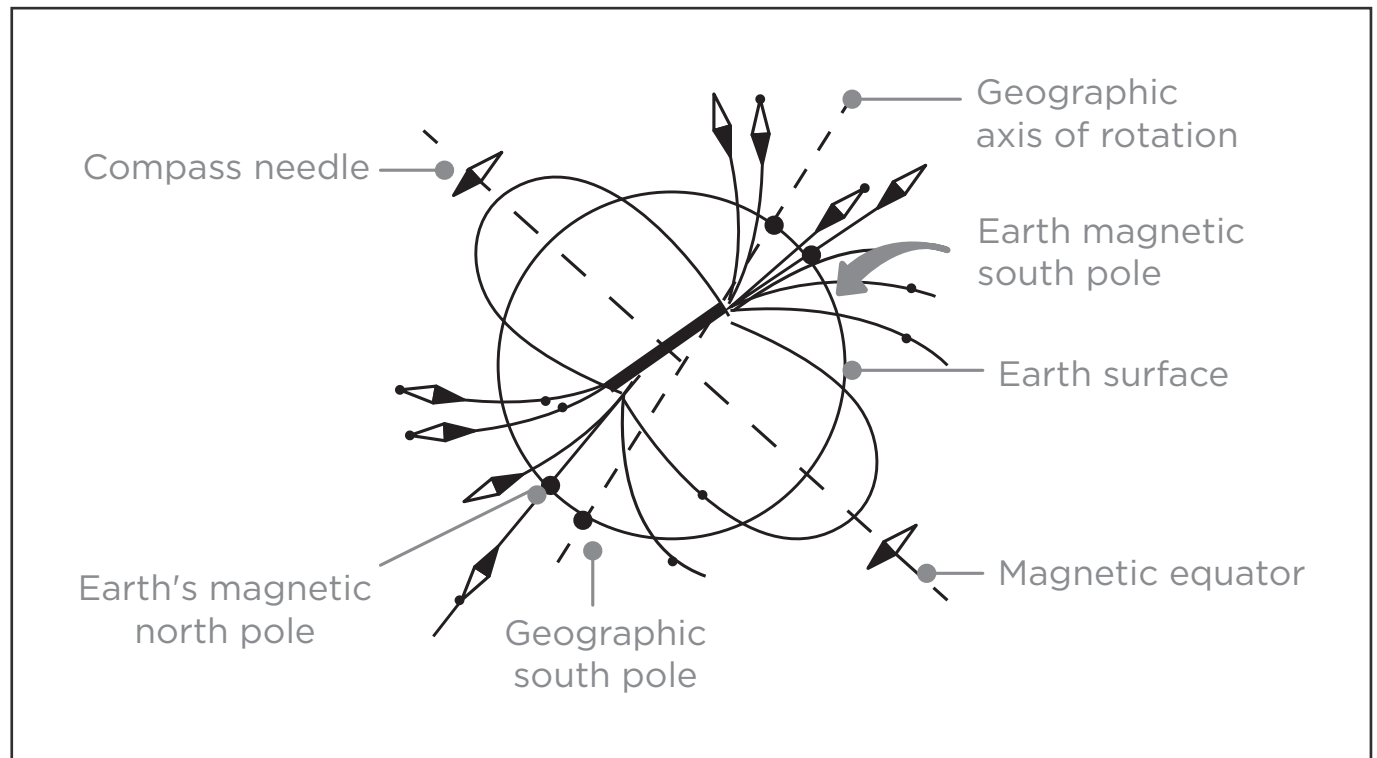 Geographic
axis of rotation
Compass needle
Earth magnetic
south pole
Earth surface
Magnetic equator
Earth's magnetic
north pole
Geographic
south pole